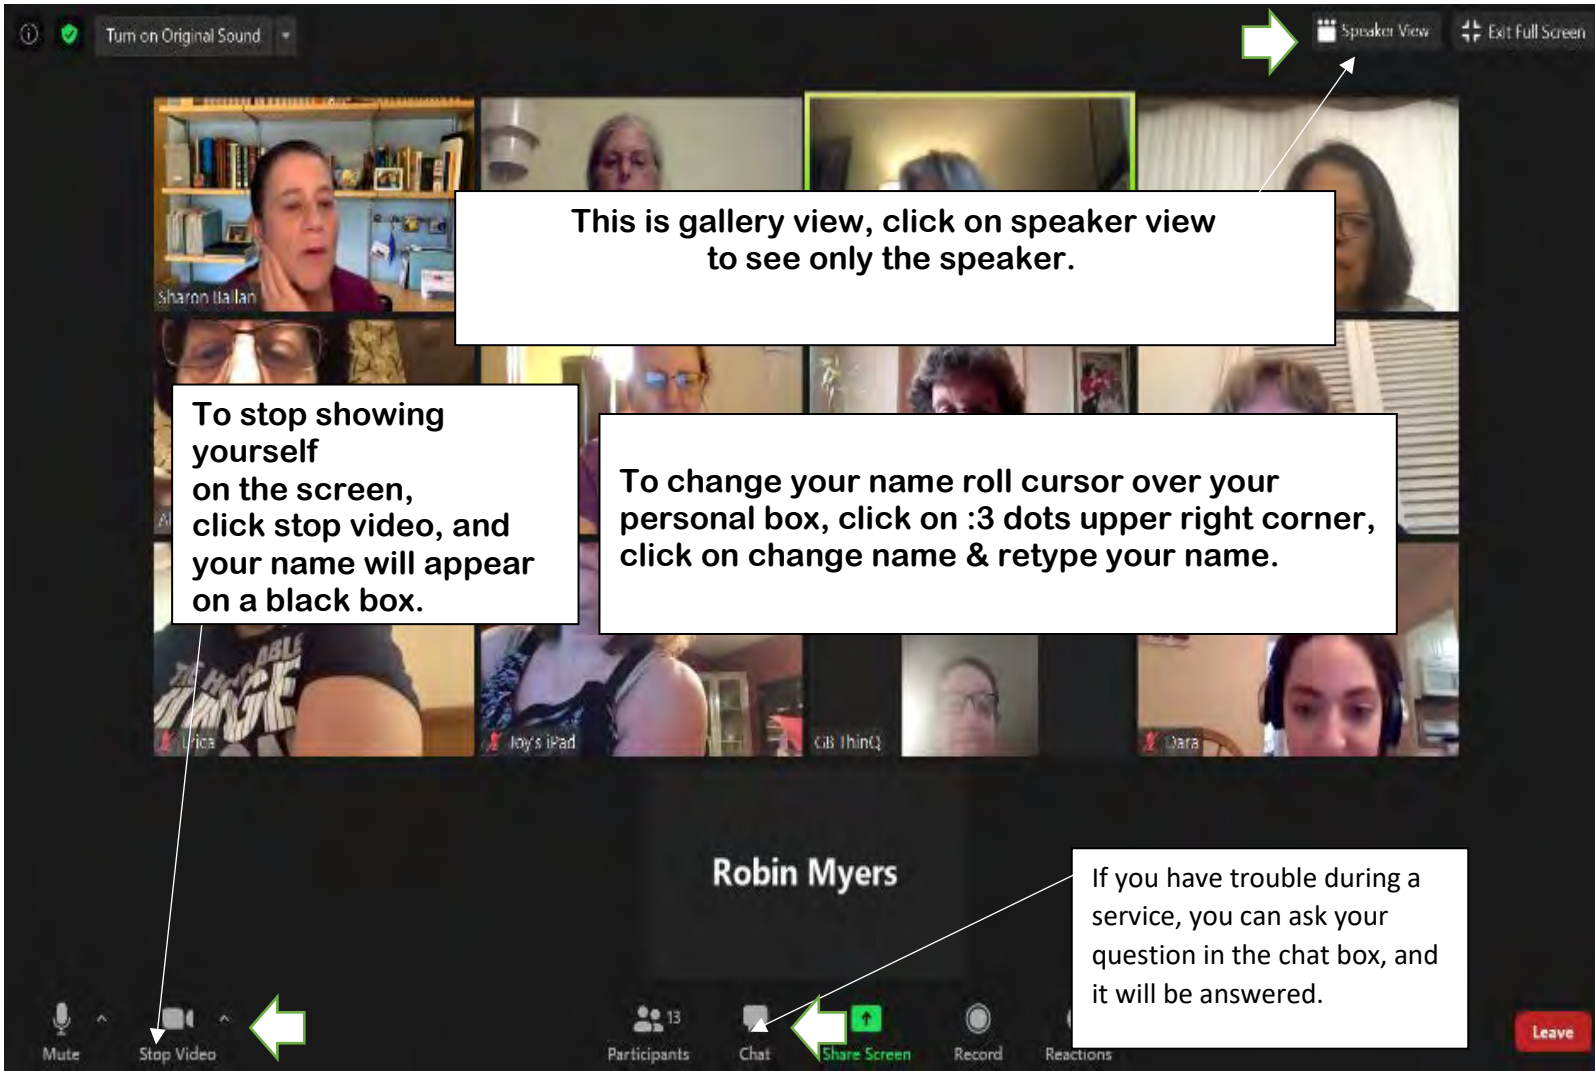 Turn on Original Sound
Speaker View
Exit Full Screen
This is gallery view, click on speaker view
to see only the speaker.
Sharon Ballan
To stop showing
yourself
on the screen,
click stop video, and
your name will appear
on a black box.
To change your name roll cursor over your
personal box, click on :3 dots upper right corner,
click on change name & retype your name.
Erica
Joy's iPad
G8 ThinQ
Dara
Robin Myers
If you have trouble during a
service, you can ask your
question in the chat box, and
it will be answered.
Mute
Stop Video
13
Participants
Chat
Share Screen
Record
Reactions
Leave